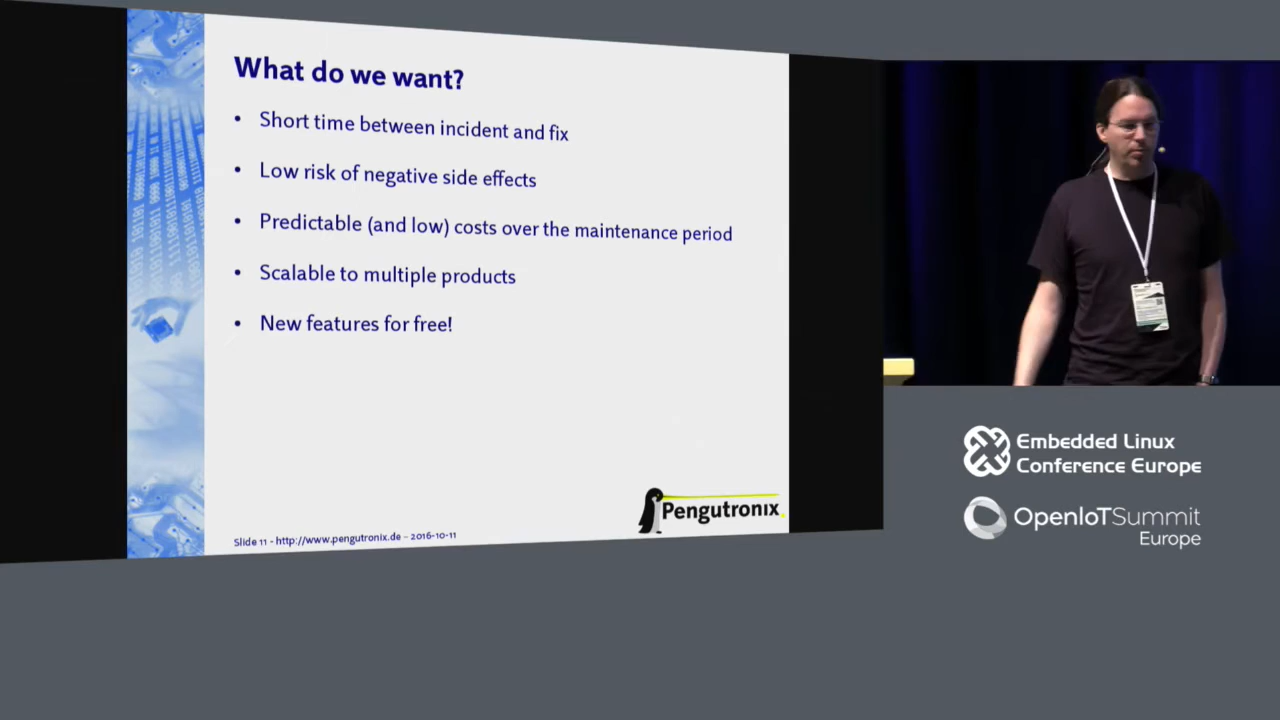 What do we want?
• Short time between incident and fix
• Low risk of negative side effects
• Predictable (and low) costs over the maintenance period
• Scalable to multiple products
• New features for free!
Pengutronix
Slide 11 - http://www.pengutronix.de - 2016-10-11
Embedded Linux
Conference Europe
OpenIoTSummit
Europe